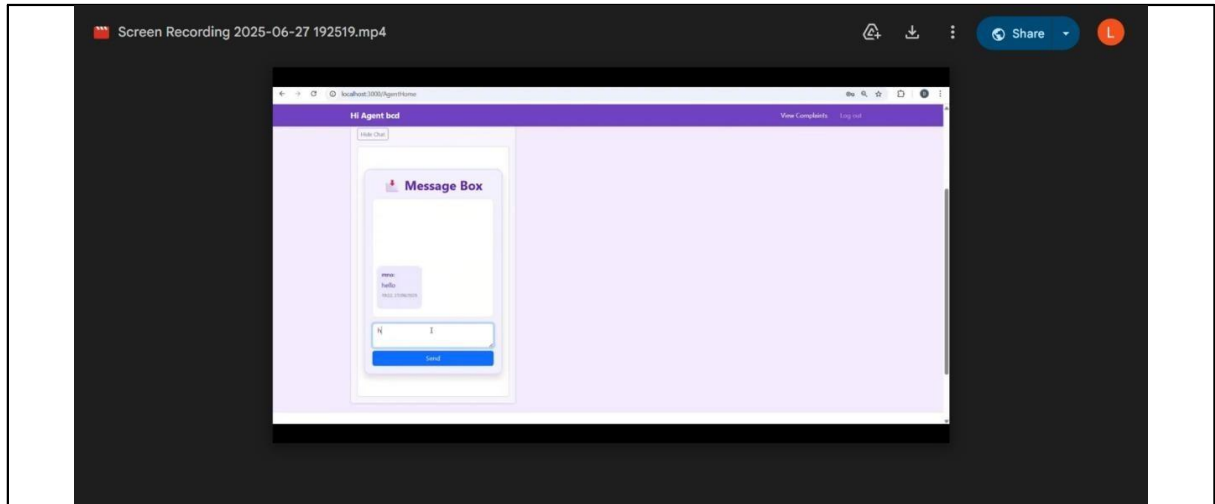 Screen Recording 2025-06-27 192519.mp4
Share
L
localhost:3000/AgentHome
Hi Agent bcd
View Complaints
Log out
Hide Chat
Message Box
hello
h
Send